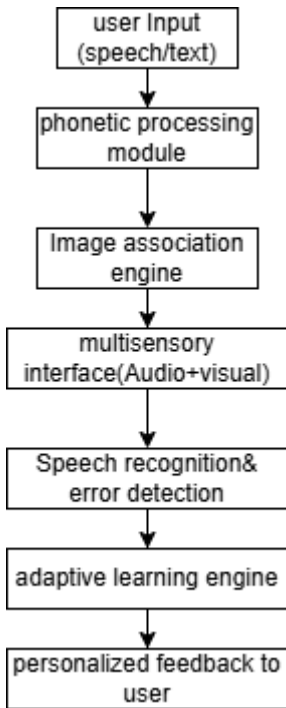 user Input
(speech/text)
phonetic processing
module
Image association
engine
multisensory
interface(Audio+visual)
Speech recognition&
error detection
adaptive learning engine
personalized feedback to
user